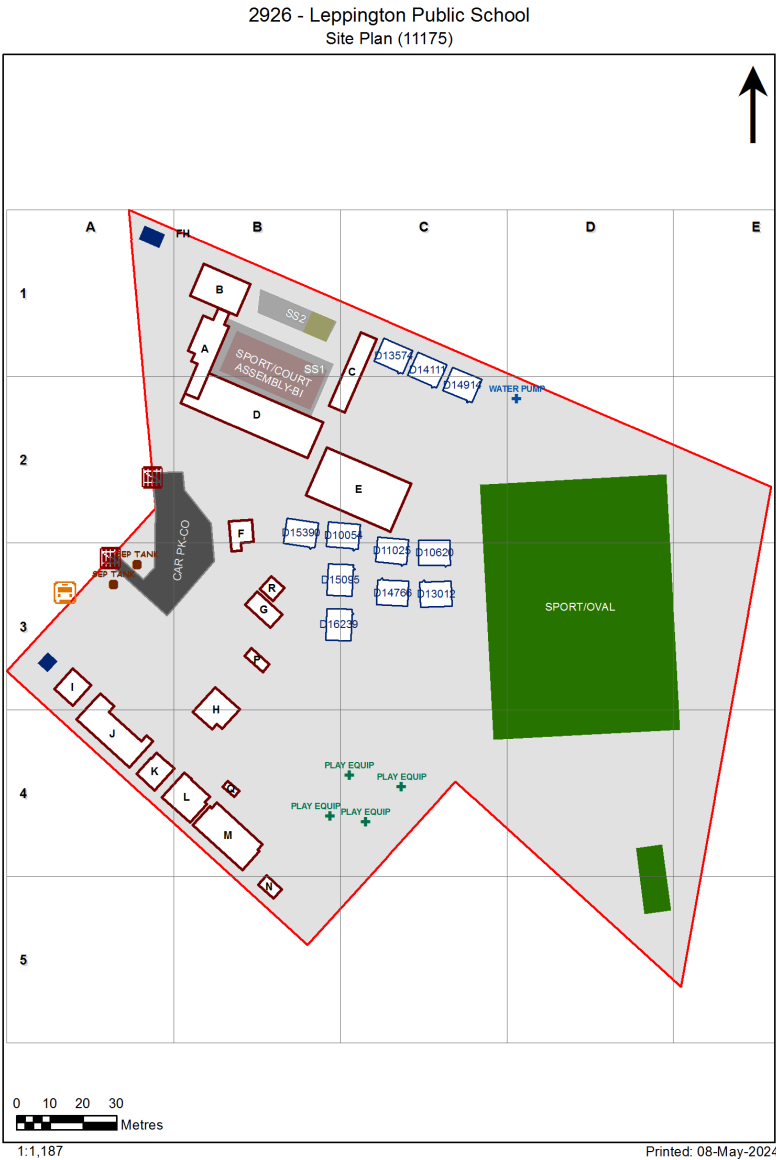 2926 - Leppington Public School
Site Plan (11175)
A
B
C
D
E
FH
1
B
SS2
A
SPORT/COURT
SS1
ASSEMBLY-BI
C
D13574
D14111
D14914
WATER PUMP
D
2
E
CAR PK-CO
F
D15390
D10054
D11025
D10620
SEP TANK
SEP TANK
R
G
D15095
D14766
D13012
SPORT/OVAL
3
D16239
P
I
H
J
K
L
Q
M
N
4
PLAY EQUIP
PLAY EQUIP
PLAY EQUIP
PLAY EQUIP
5
0 10 20 30
Metres
1:1,187
Printed: 08-May-2024